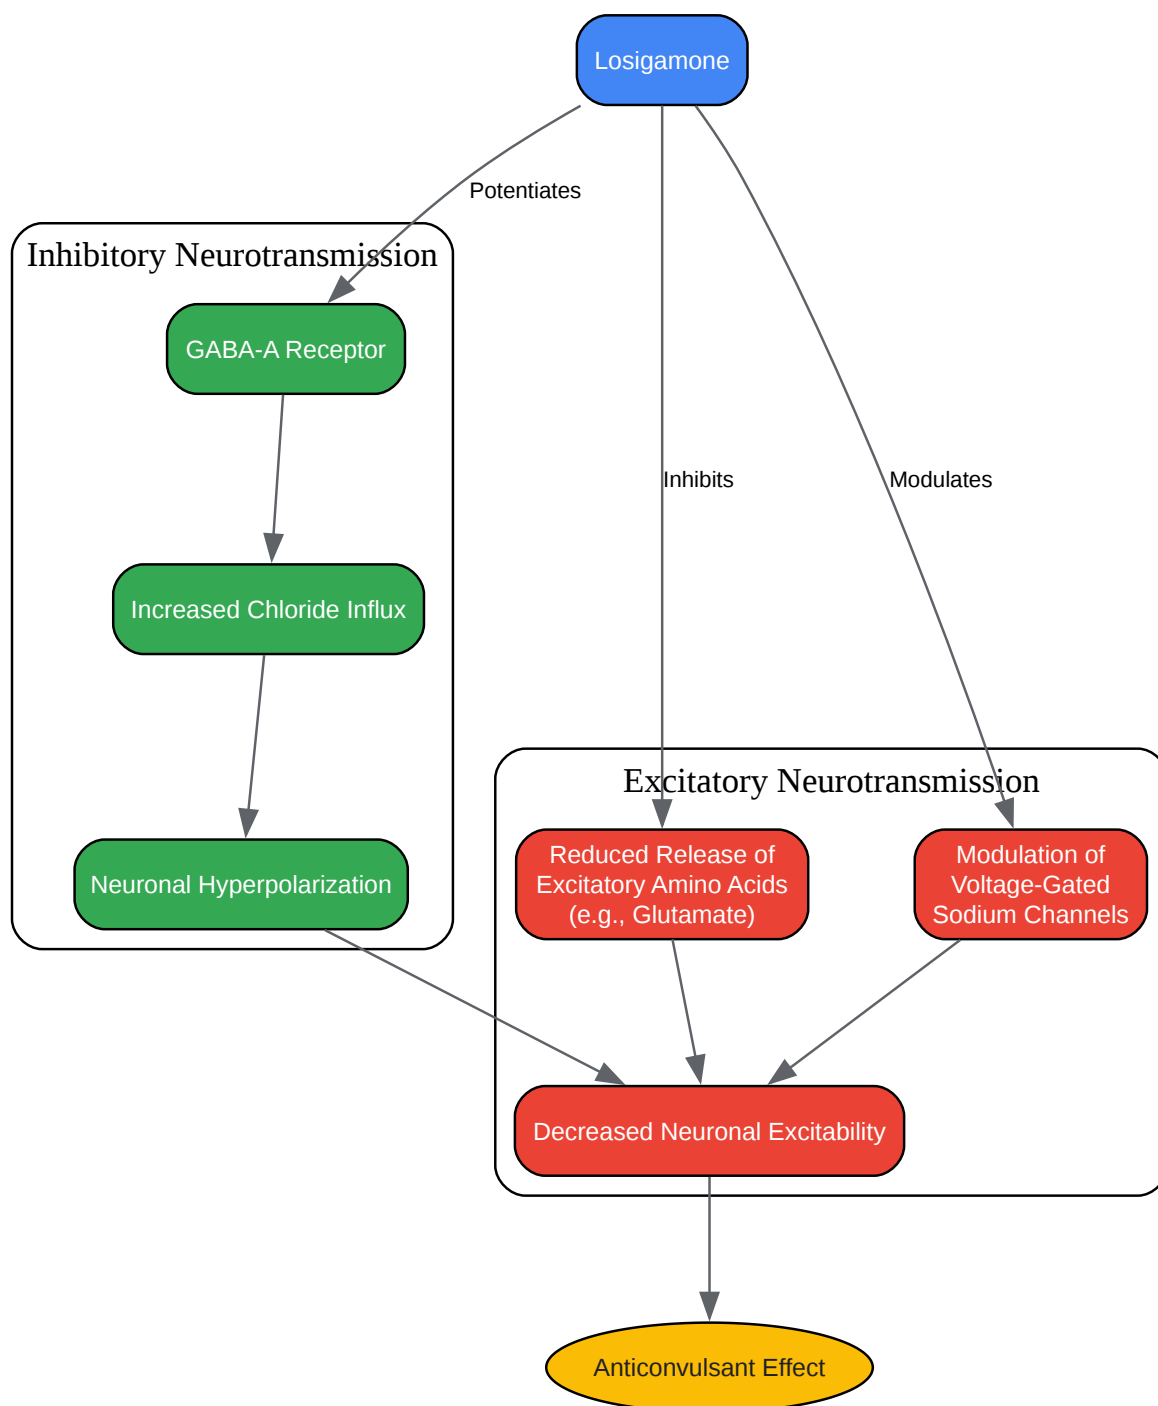 Losigamone
Potentiates
Inhibitory Neurotransmission
GABA-A Receptor
Inhibits
Modulates
Increased Chloride Influx
Excitatory Neurotransmission
Neuronal Hyperpolarization
Reduced Release of
Excitatory Amino Acids
(e.g., Glutamate)
Modulation of
Voltage-Gated
Sodium Channels
Decreased Neuronal Excitability
Anticonvulsant Effect